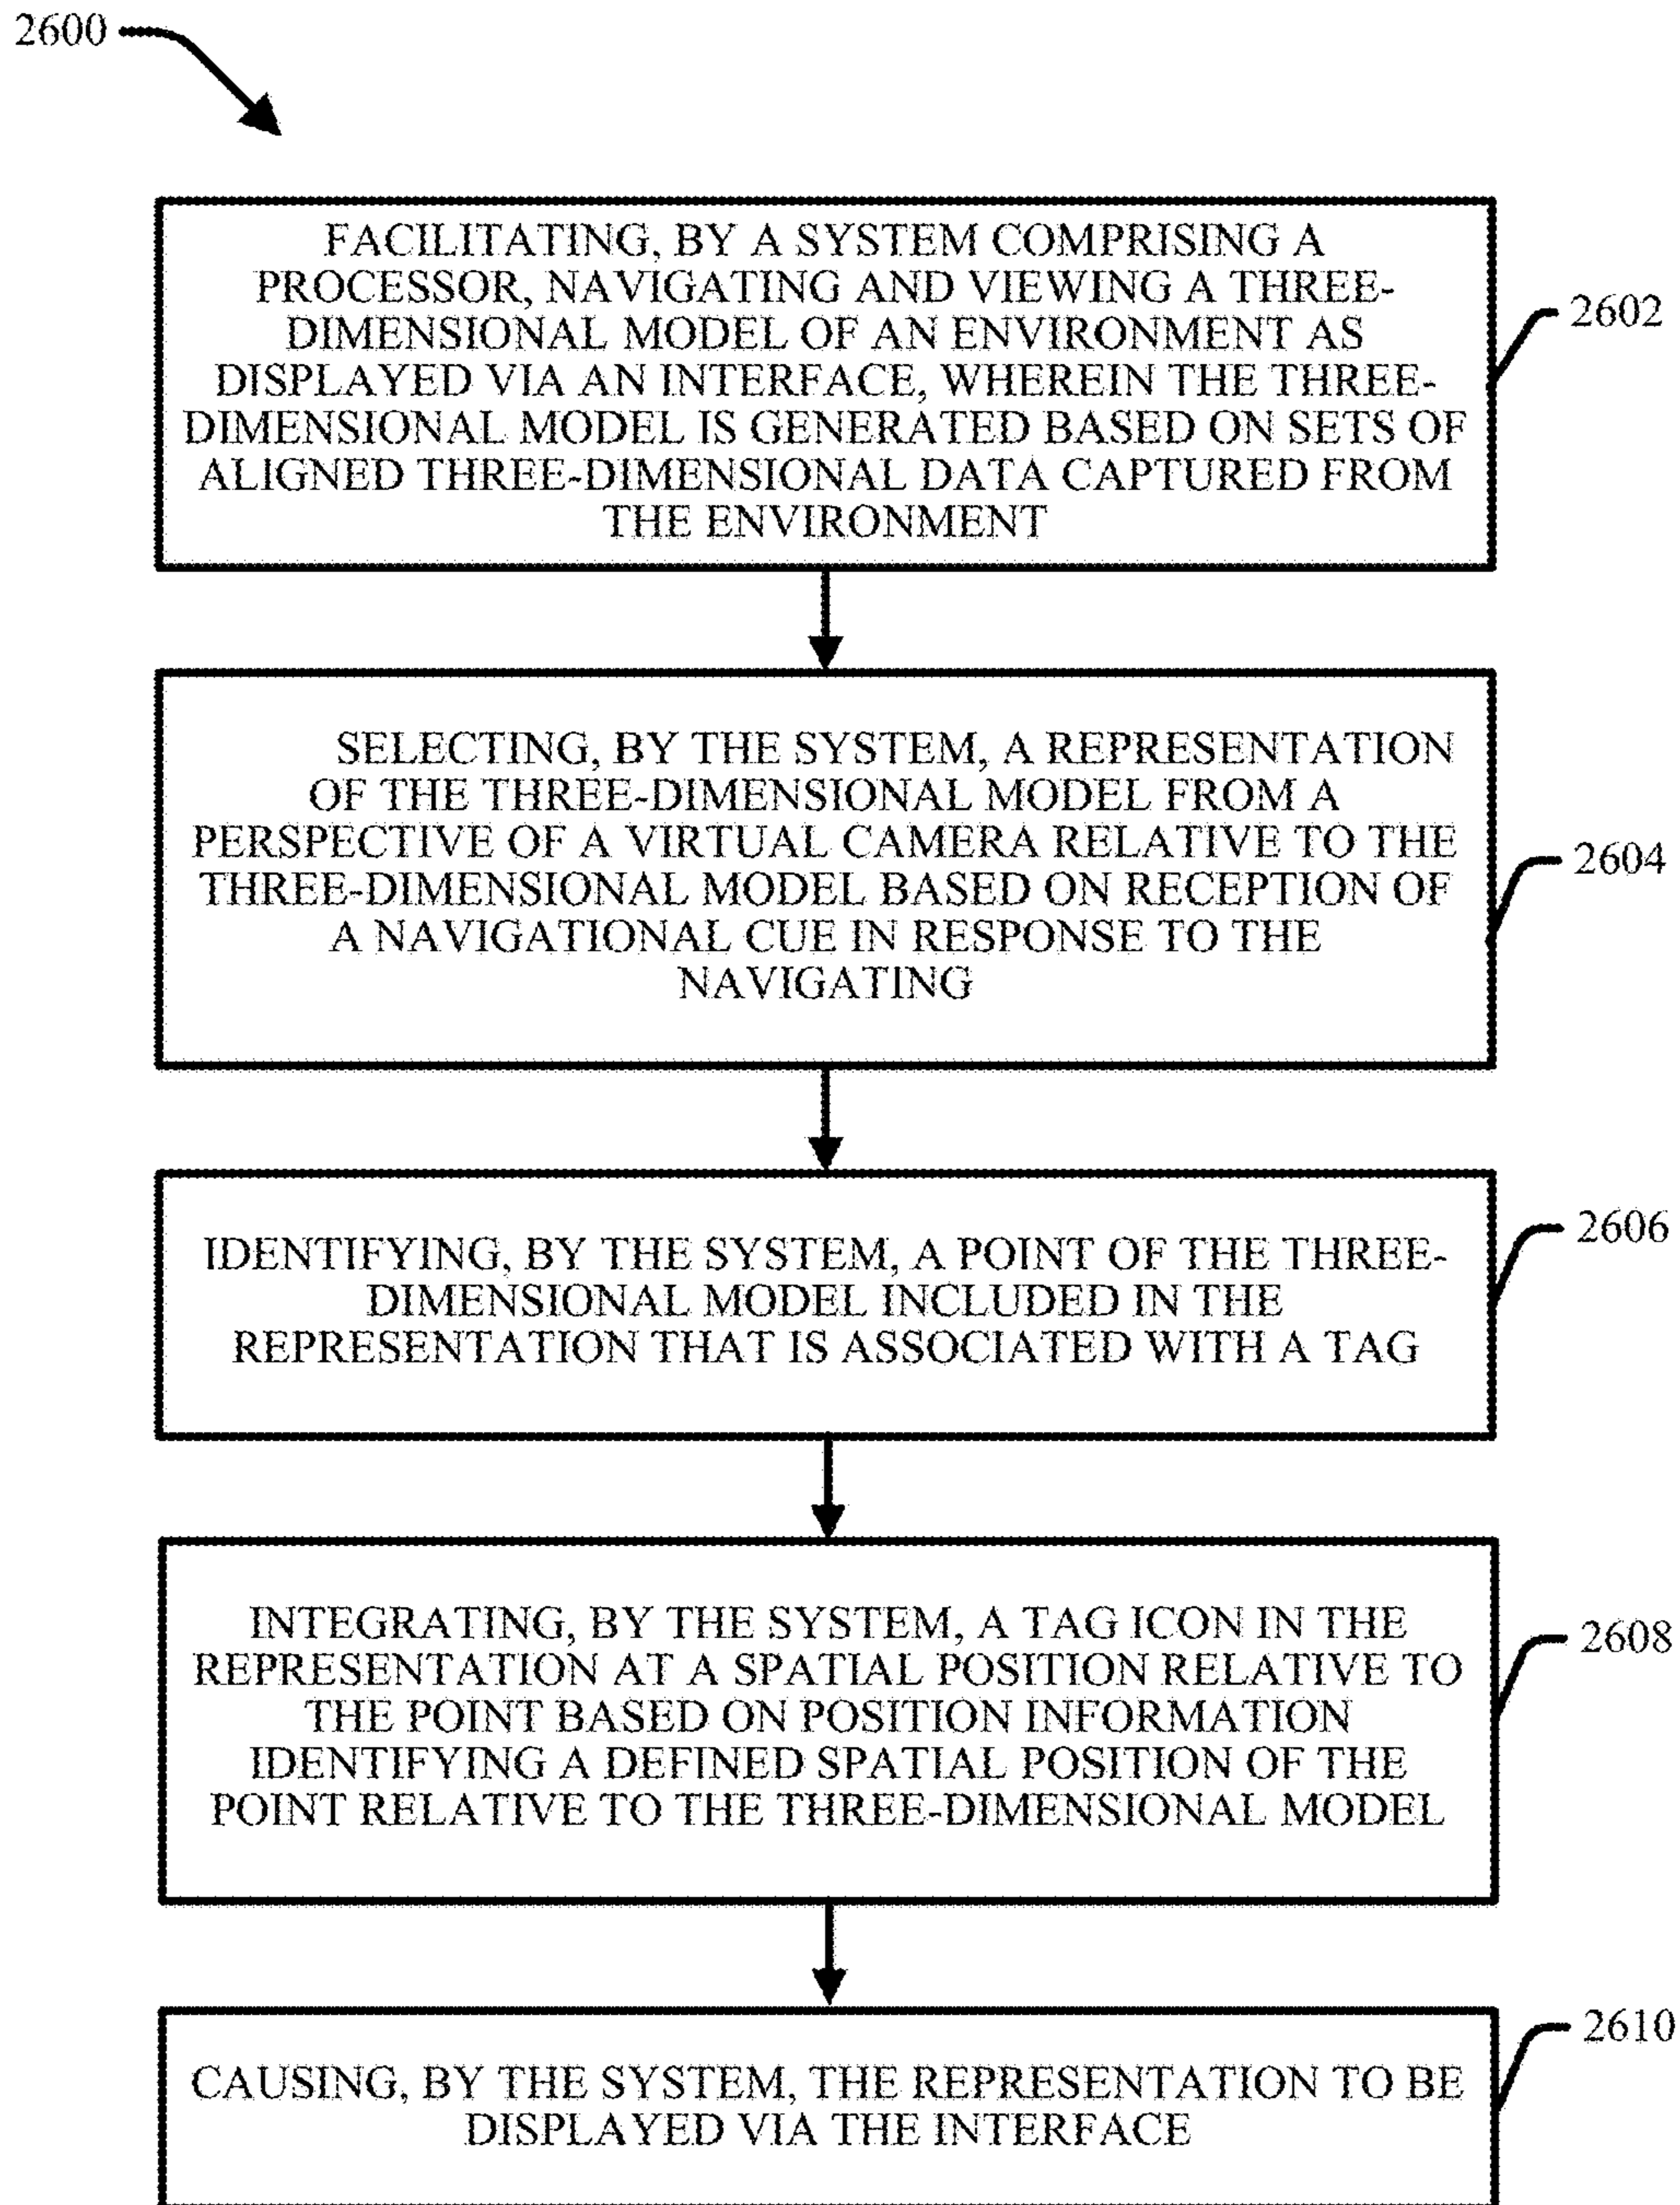 2600
FACILITATING, BY A SYSTEM COMPRISING A
PROCESSOR, NAVIGATING AND VIEWING A THREE-
DIMENSIONAL MODEL OF AN ENVIRONMENT AS
DISPLAYED VIA AN INTERFACE, WHEREIN THE THREE-
DIMENSIONAL MODEL IS GENERATED BASED ON SETS OF
ALIGNED THREE-DIMENSIONAL DATA CAPTURED FROM
THE ENVIRONMENT
2602
SELECTING, BY THE SYSTEM, A REPRESENTATION
OF THE THREE-DIMENSIONAL MODEL FROM A
PERSPECTIVE OF A VIRTUAL CAMERA RELATIVE TO THE
THREE-DIMENSIONAL MODEL BASED ON RECEPTION OF
A NAVIGATIONAL CUE IN RESPONSE TO THE
NAVIGATING
2604
IDENTIFYING, BY THE SYSTEM, A POINT OF THE THREE-
DIMENSIONAL MODEL INCLUDED IN THE
REPRESENTATION THAT IS ASSOCIATED WITH A TAG
2606
INTEGRATING, BY THE SYSTEM, A TAG ICON IN THE
REPRESENTATION AT A SPATIAL POSITION RELATIVE TO
THE POINT BASED ON POSITION INFORMATION
IDENTIFYING A DEFINED SPATIAL POSITION OF THE
POINT RELATIVE TO THE THREE-DIMENSIONAL MODEL
2608
CAUSING, BY THE SYSTEM, THE REPRESENTATION TO BE
DISPLAYED VIA THE INTERFACE
2610